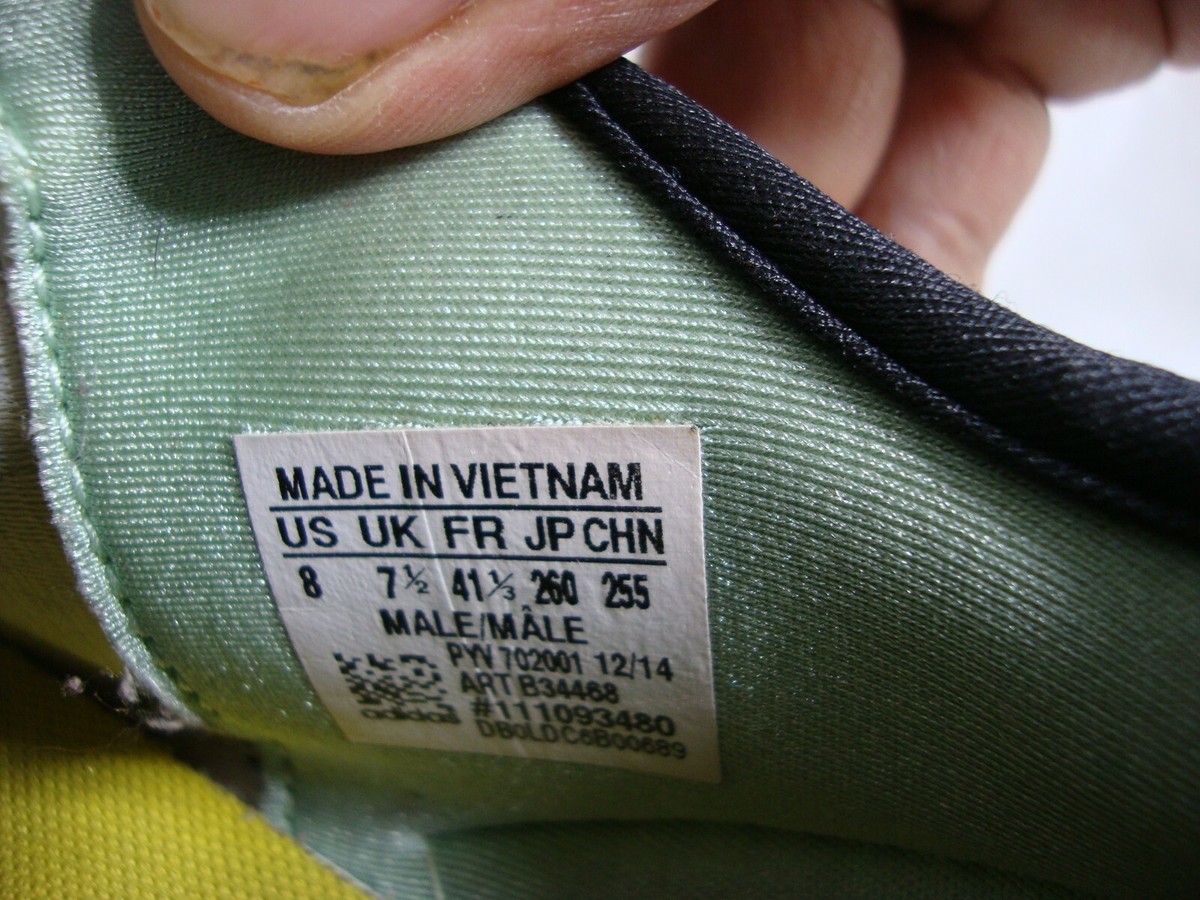 MADE IN VIETNAM
US UK FR JP CHN
8 7½ 41⅓ 260 255
MALE/MÂLE
PYV 702001 12/14
ART B34468
adidas #111093480
DB0LDC6B00689